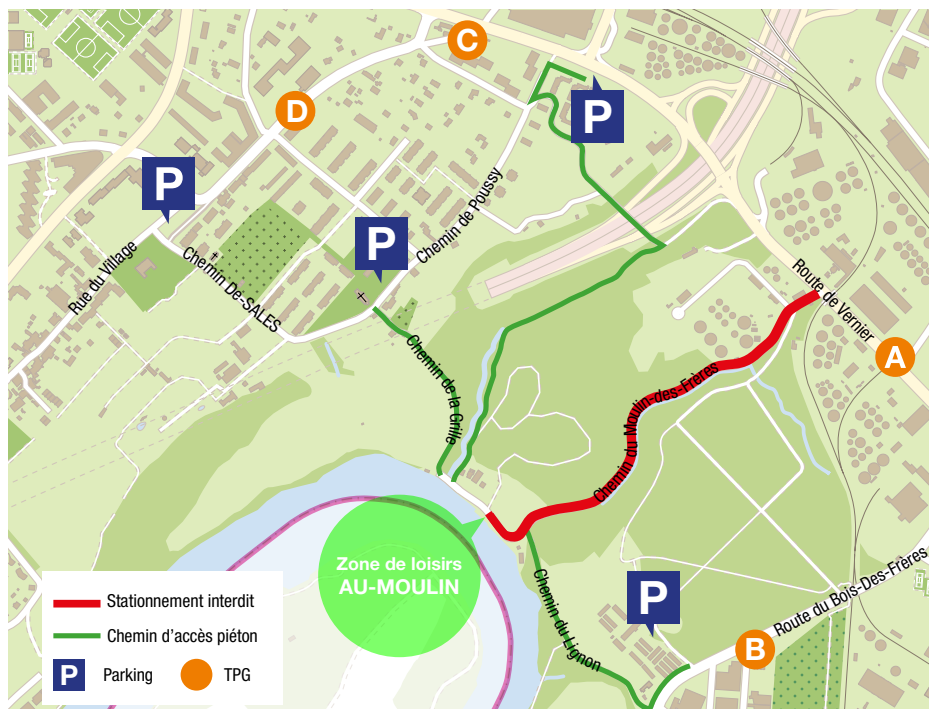 C
P
D
P
Chemin de Poussy
P
Rue du Village
Chemin De-SALES
Route de Vernier
A
Chemin de la Grille
Chemin du Moulin-des-Frères
Zone de loisirs
AU-MOULIN
Chemin du Lignon
P
Route du Bois-Des-Frères
B
Stationnement interdit
Chemin d'accès piéton
P Parking
TPG